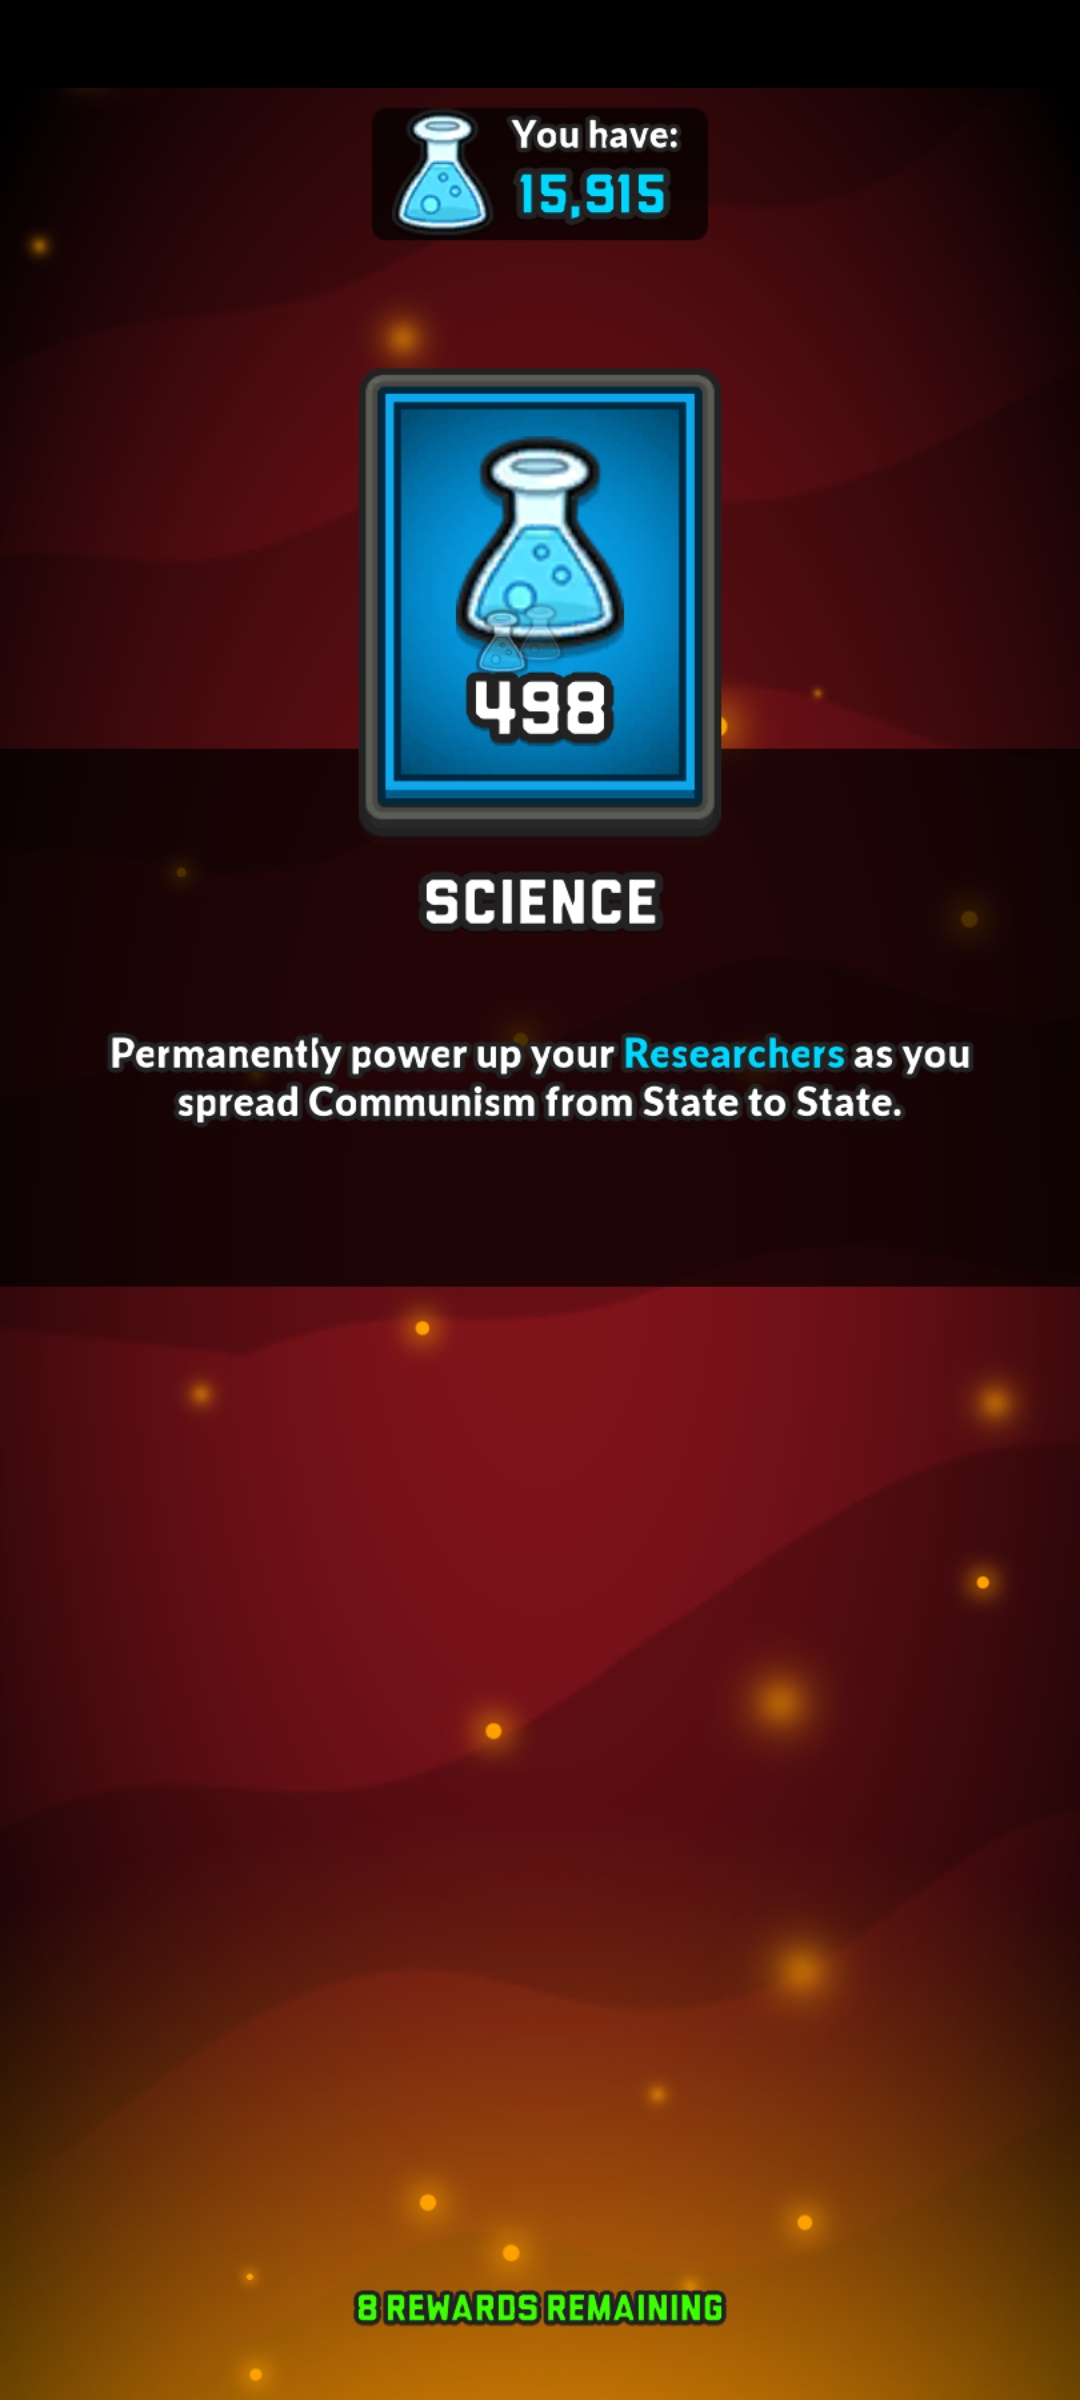 You have:
15,915
498
SCIENCE
Permanently power up your Researchers as you
spread Communism from State to State.
8 REWARDS REMAINING